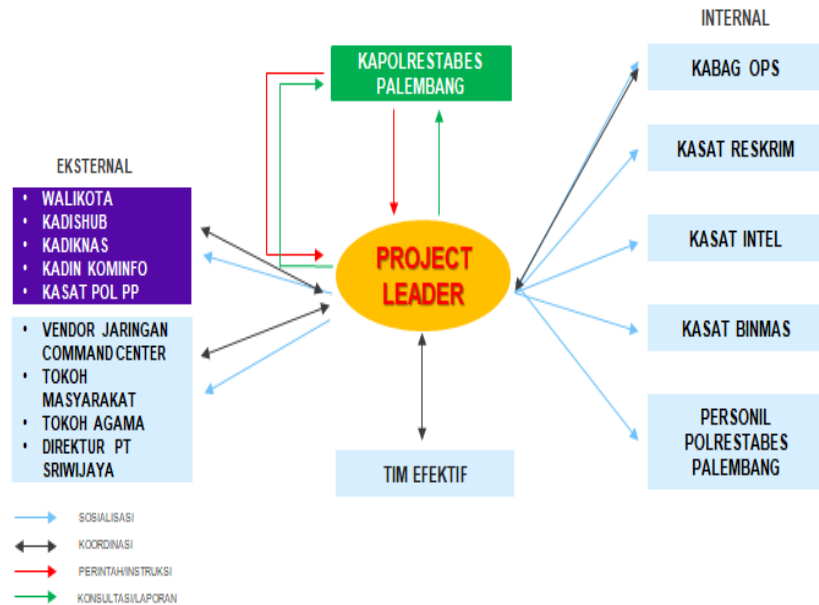 INTERNAL
KAPOLRESTABES
PALEMBANG
KABAG OPS
KASAT RESKRIM
EKSTERNAL
• WALIKOTA
• KADISHUB
• KADIKNAS
• KADIN KOMINFO
• KASAT POL PP
PROJECT
LEADER
KASAT INTEL
• VENDOR JARINGAN
COMMAND CENTER
• TOKOH
MASYARAKAT
• TOKOH AGAMA
• DIREKTUR PT
SRIWIJAYA
KASAT BINMAS
PERSONIL
POLRESTABES
PALEMBANG
TIM EFEKTIF
SOSIALISASI
KOORDINASI
PERINTAH/INSTRUKSI
KONSULTASI/LAPORAN